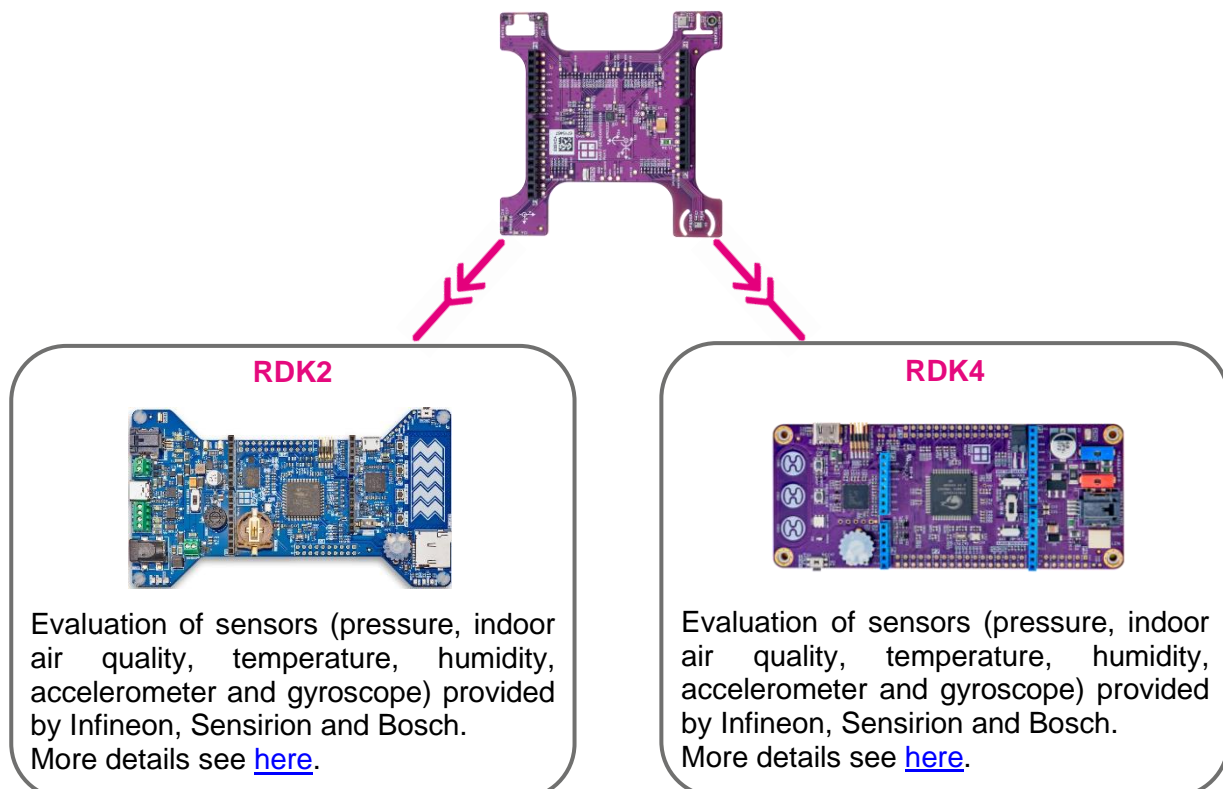 RDK2
Evaluation of sensors (pressure, indoor
air quality, temperature, humidity,
accelerometer and gyroscope) provided
by Infineon, Sensirion and Bosch.
More details see here.
RDK4
Evaluation of sensors (pressure, indoor
air quality, temperature, humidity,
accelerometer and gyroscope) provided
by Infineon, Sensirion and Bosch.
More details see here.